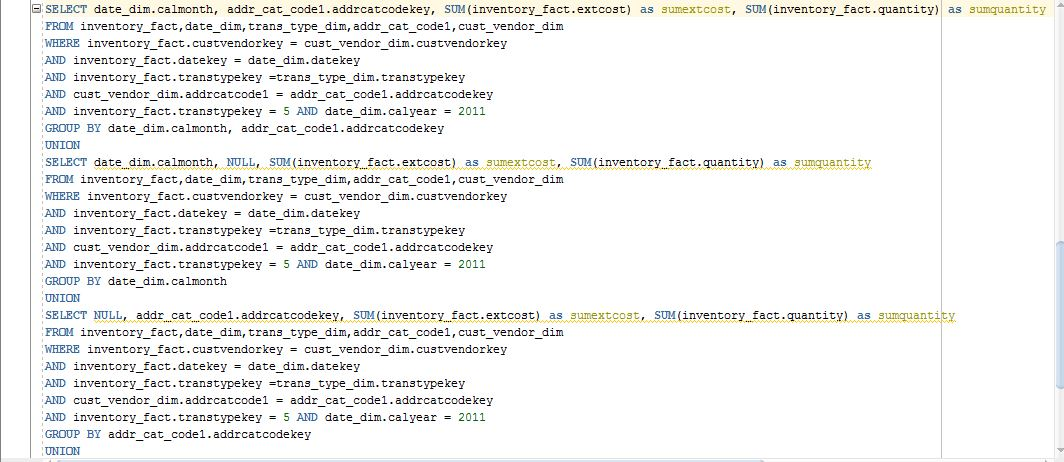 SELECT date_dim.calmonth, addr_cat_code1.addrcatcodekey, SUM(inventory_fact.extcost) as sumextcost, SUM(inventory_fact.quantity) as sumquantity
FROM inventory_fact,date_dim,trans_type_dim,addr_cat_code1,cust_vendor_dim
WHERE inventory_fact.custvendorkey = cust_vendor_dim.custvendorkey
AND inventory_fact.datekey = date_dim.datekey
AND inventory_fact.transtypekey =trans_type_dim.transtypekey
AND cust_vendor_dim.addrcatcode1 = addr_cat_code1.addrcatcodekey
AND inventory_fact.transtypekey = 5 AND date_dim.calyear = 2011
GROUP BY date_dim.calmonth, addr_cat_code1.addrcatcodekey
UNION
SELECT date_dim.calmonth, NULL, SUM(inventory_fact.extcost) as sumextcost, SUM(inventory_fact.quantity) as sumquantity
FROM inventory_fact,date_dim,trans_type_dim,addr_cat_code1,cust_vendor_dim
WHERE inventory_fact.custvendorkey = cust_vendor_dim.custvendorkey
AND inventory_fact.datekey = date_dim.datekey
AND inventory_fact.transtypekey =trans_type_dim.transtypekey
AND cust_vendor_dim.addrcatcode1 = addr_cat_code1.addrcatcodekey
AND inventory_fact.transtypekey = 5 AND date_dim.calyear = 2011
GROUP BY date_dim.calmonth
UNION
SELECT NULL, addr_cat_code1.addrcatcodekey, SUM(inventory_fact.extcost) as sumextcost, SUM(inventory_fact.quantity) as sumquantity
FROM inventory_fact,date_dim,trans_type_dim,addr_cat_code1,cust_vendor_dim
WHERE inventory_fact.custvendorkey = cust_vendor_dim.custvendorkey
AND inventory_fact.datekey = date_dim.datekey
AND inventory_fact.transtypekey =trans_type_dim.transtypekey
AND cust_vendor_dim.addrcatcode1 = addr_cat_code1.addrcatcodekey
AND inventory_fact.transtypekey = 5 AND date_dim.calyear = 2011
GROUP BY addr_cat_code1.addrcatcodekey
UNION